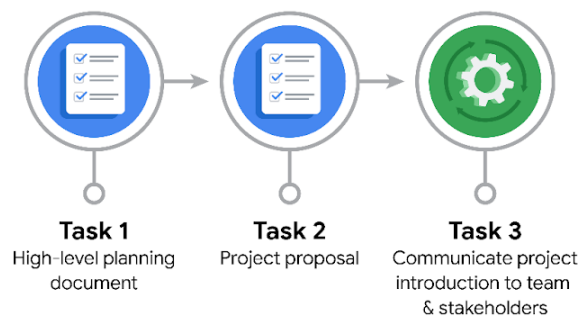 Task 1
High-level planning
document
Task 2
Project proposal
Task 3
Communicate project
introduction to team
& stakeholders